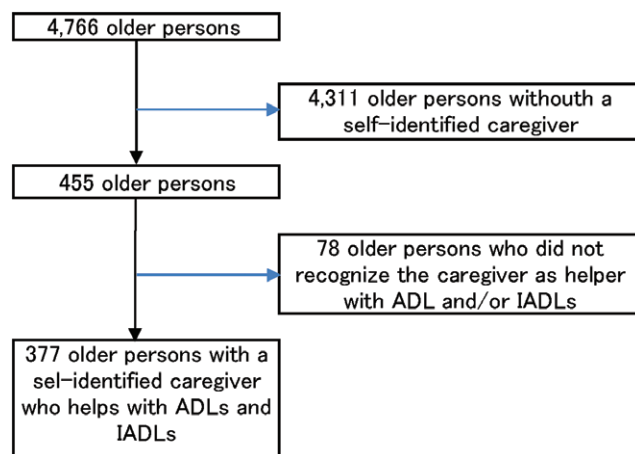 4,766 older persons
4,311 older persons withouth a
self-identified caregiver
455 older persons
78 older persons who did not
recognize the caregiver as helper
with ADL and/or IADLs
377 older persons with a
sel-identified caregiver
who helps with ADLs and
IADLs